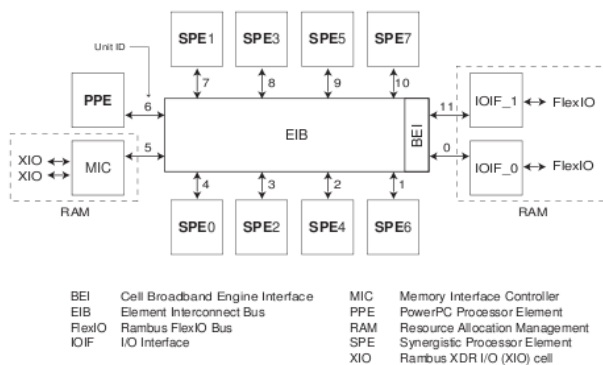 SPE1 SPE3 SPE5 SPE7
Unit ID
7 8 9 10
PPE 6 11 IOIF_1 FlexIO
EIB BEI
XIO MIC 5 0 IOIF_0 FlexIO
XIO
RAM 4 3 2 1 RAM
SPE0 SPE2 SPE4 SPE6
BEI Cell Broadband Engine Interface
EIB Element Interconnect Bus
FlexIO Rambus FlexIO Bus
IOIF I/O Interface
MIC Memory Interface Controller
PPE PowerPC Processor Element
RAM Resource Allocation Management
SPE Synergistic Processor Element
XIO Rambus XDR I/O (XIO) cell